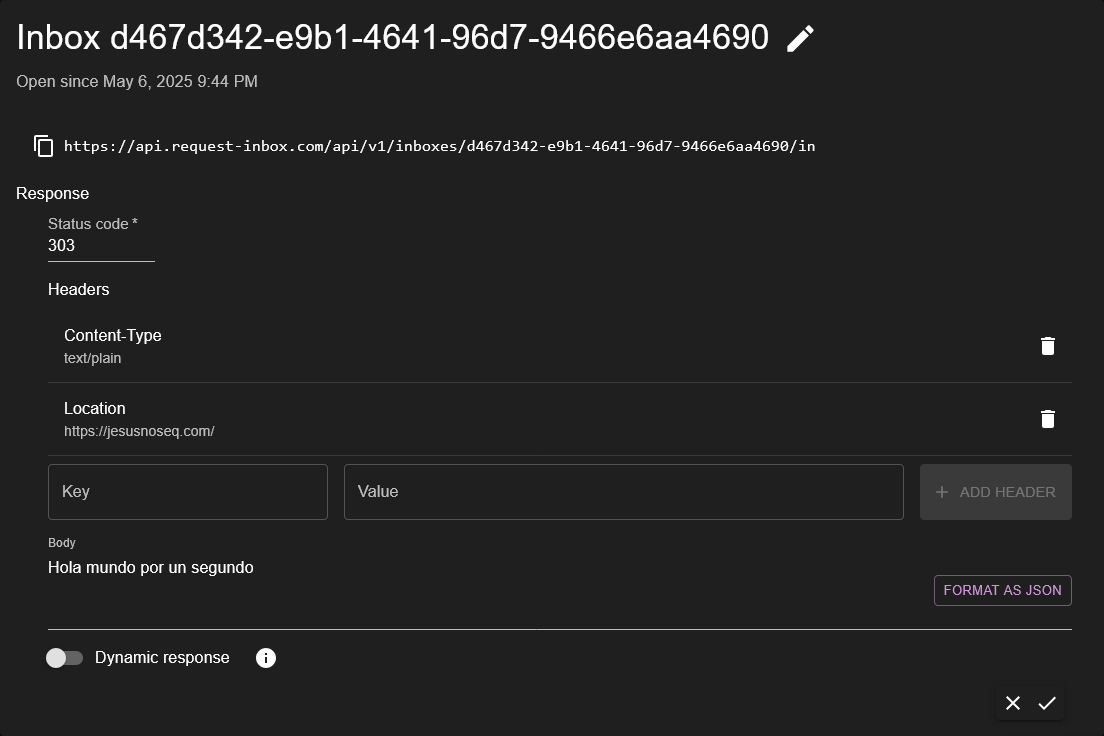 Inbox d467d342-e9b1-4641-96d7-9466e6aa4690
Open since May 6, 2025 9:44 PM
https://api.request-inbox.com/api/v1/inboxes/d467d342-e9b1-4641-96d7-9466e6aa4690/in
Response
Status code *
303
Headers
Content-Type
text/plain
Location
https://jesusnoseq.com/
Key
Value
+ ADD HEADER
Body
Hola mundo por un segundo
FORMAT AS JSON
Dynamic response